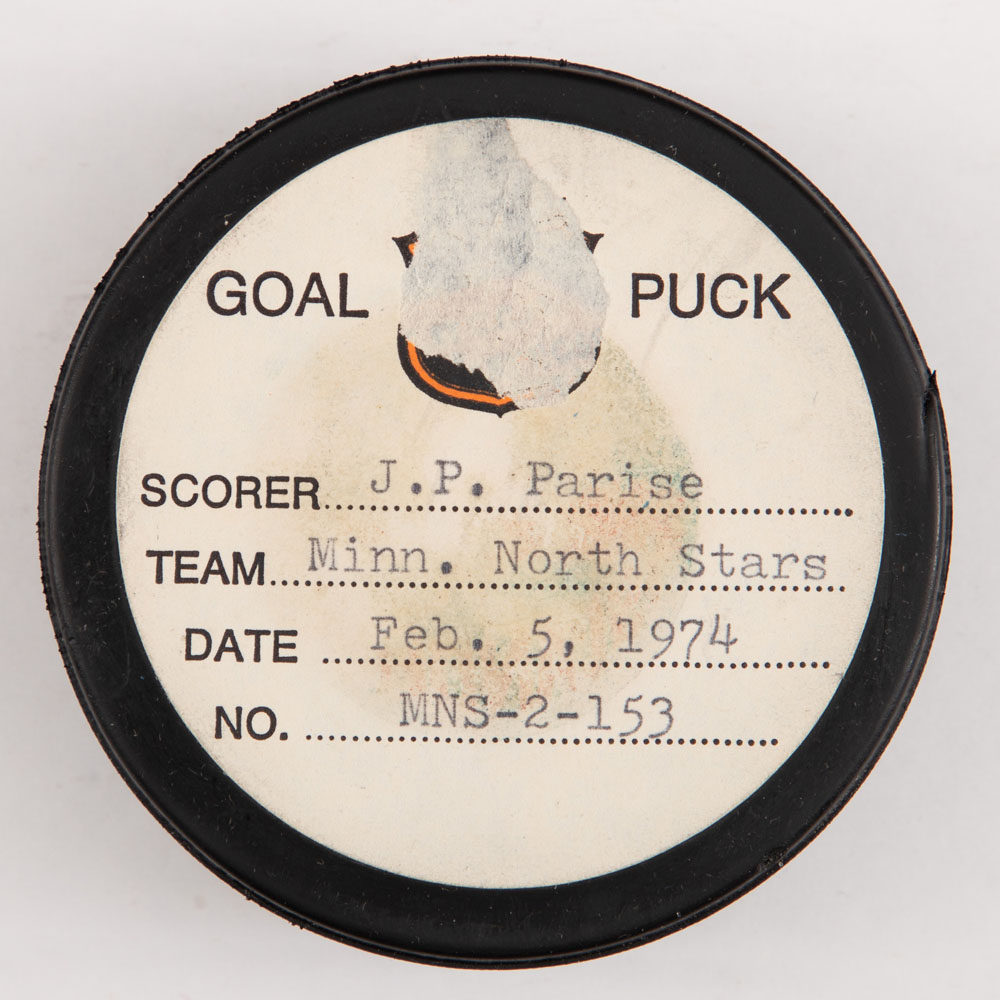 GOAL PUCK
SCORER J.P. Parise
TEAM Minn. North Stars
DATE Feb. 5, 1974
NO. MNS-2-153